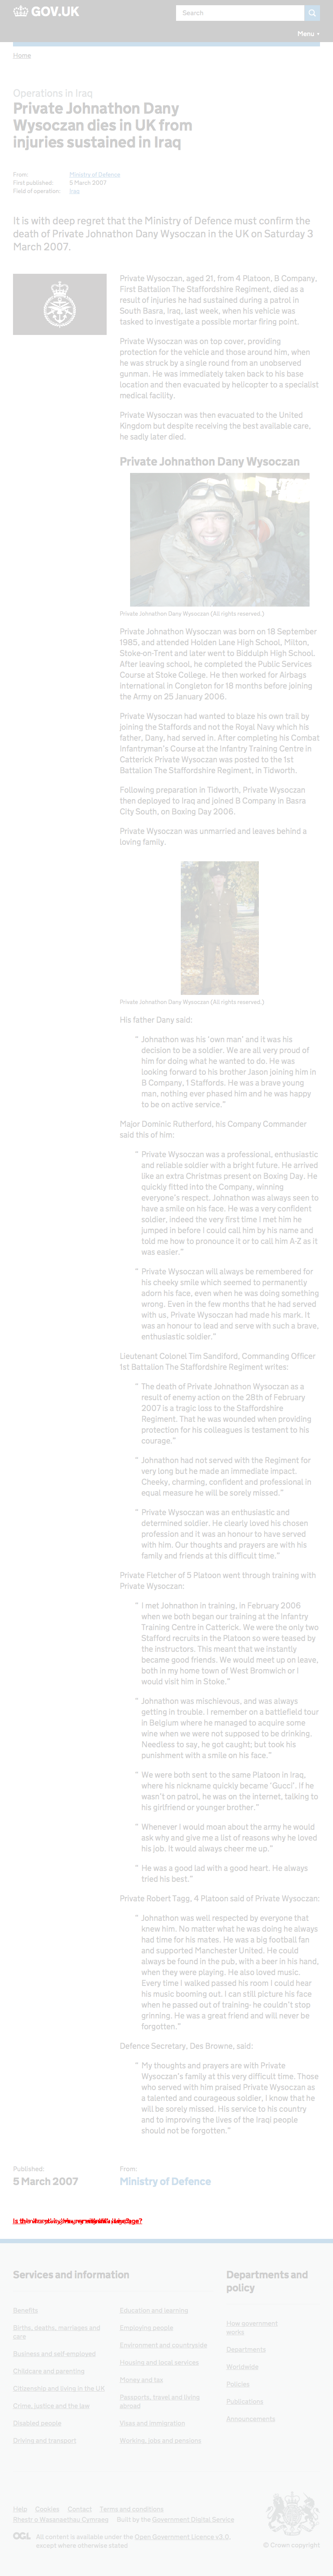 GOV.UK
Search
Menu
Home
Operations in Iraq
Private Johnathon Dany
Wysoczan dies in UK from
injuries sustained in Iraq
From: Ministry of Defence
First published: 5 March 2007
Field of operation: Iraq
It is with deep regret that the Ministry of Defence must confirm the
death of Private Johnathon Dany Wysoczan in the UK on Saturday 3
March 2007.
Private Wysoczan, aged 21, from 4 Platoon, B Company,
First Battalion The Staffordshire Regiment, died as a
result of injuries he had sustained during a patrol in
South Basra, Iraq, last week, when his vehicle was
tasked to investigate a possible mortar firing point.
Private Wysoczan was on top cover, providing
protection for the vehicle and those around him, when
he was struck by a single round from an unobserved
gunman. He was immediately taken back to his base
location and then evacuated by helicopter to a specialist
medical facility.
Private Wysoczan was then evacuated to the United
Kingdom but despite receiving the best available care,
he sadly later died.
Private Johnathon Dany Wysoczan
Private Johnathon Dany Wysoczan (All rights reserved.)
Private Johnathon Wysoczan was born on 18 September
1985, and attended Holden Lane High School, Milton,
Stoke-on-Trent and later went to Biddulph High School.
After leaving school, he completed the Public Services
Course at Stoke College. He then worked for Airbags
International in Congleton for 18 months before joining
the Army on 25 January 2006.
Private Wysoczan had wanted to blaze his own trail by
joining the Staffords and not the Royal Navy which his
father, Dany, had served in. After completing his Combat
Infantryman's Course at the Infantry Training Centre in
Catterick Private Wysoczan was posted to the 1st
Battalion The Staffordshire Regiment, in Tidworth.
Following preparation in Tidworth, Private Wysoczan
then deployed to Iraq and joined B Company in Basra
City South, on Boxing Day 2006.
Private Wysoczan was unmarried and leaves behind a
loving family.
Private Johnathon Dany Wysoczan (All rights reserved.)
His father Dany said:
“ Johnathon was his 'own man' and it was his
decision to be a soldier. We are all very proud of
him for doing what he wanted to do. He was
looking forward to his brother Jason joining him in
B Company, 1 Staffords. He was a brave young
man, nothing ever phased him and he was happy
to be on active service.”
Major Dominic Rutherford, his Company Commander
said this of him:
“ Private Wysoczan was a professional, enthusiastic
and reliable soldier with a bright future. He arrived
like an extra Christmas present on Boxing Day. He
quickly fitted into the Company, winning
everyone's respect. Johnathon was always seen to
have a smile on his face. He was a very confident
soldier, indeed the very first time I met him he
jumped in before I could call him by his name and
told me how to pronounce it or to call him A-Z as it
was easier.”
“ Private Wysoczan will always be remembered for
his cheeky smile which seemed to permanently
adorn his face, even when he was doing something
wrong. Even in the few months that he had served
with us, Private Wysoczan had made his mark. It
was an honour to lead and serve with such a brave,
enthusiastic soldier.”
Lieutenant Colonel Tim Sandiford, Commanding Officer
1st Battalion The Staffordshire Regiment writes:
“ The death of Private Johnathon Wysoczan as a
result of enemy action on the 28th of February
2007 is a tragic loss to the Staffordshire
Regiment. That he was wounded when providing
protection for his colleagues is testament to his
courage.”
“ Johnathon had not served with the Regiment for
very long but he made an immediate impact.
Cheeky, charming, confident and professional in
equal measure he will be sorely missed.”
“ Private Wysoczan was an enthusiastic and
determined soldier. He clearly loved his chosen
profession and it was an honour to have served
with him. Our thoughts and prayers are with his
family and friends at this difficult time.”
Private Fletcher of 5 Platoon went through training with
Private Wysoczan:
“ I met Johnathon in training, in February 2006
when we both began our training at the Infantry
Training Centre in Catterick. We were the only two
Stafford recruits in the Platoon so were teased by
the instructors. This meant that we instantly
became good friends. We would meet up on leave,
both in my home town of West Bromwich or I
would visit him in Stoke.”
“ Johnathon was mischievous, and was always
getting in trouble. I remember on a battlefield tour
in Belgium where he managed to acquire some
wine when we were not supposed to be drinking.
Needless to say, he got caught; but took his
punishment with a smile on his face.”
“ We were both sent to the same Platoon in Iraq,
where his nickname quickly became 'Gucci'. If he
wasn't on patrol, he was on the internet, talking to
his girlfriend or younger brother.”
“ Whenever I would moan about the army he would
ask why and give me a list of reasons why he loved
his job. It would always cheer me up.”
“ He was a good lad with a good heart. He always
tried his best.”
Private Robert Tagg, 4 Platoon said of Private Wysoczan:
“ Johnathon was well respected by everyone that
knew him. No matter what he was doing he always
had time for his mates. He was a big football fan
and supported Manchester United. He could
always be found in the pub, with a beer in his hand,
when they were playing. He also loved music.
Every time I walked passed his room I could hear
his music booming out. I can still picture his face
when he passed out of training- he couldn't stop
grinning. He was a great friend and will never be
forgotten.”
Defence Secretary, Des Browne, said:
“ My thoughts and prayers are with Private
Wysoczan's family at this very difficult time. Those
who served with him praised Private Wysoczan as
a talented and courageous soldier, I know that he
will be sorely missed. His service to his country
and to improving the lives of the Iraqi people
should not be forgotten.”
Published: From:
5 March 2007 Ministry of Defence
Services and information
Departments and
policy
Benefits
Births, deaths, marriages and
care
Business and self-employed
Childcare and parenting
Citizenship and living in the UK
Crime, justice and the law
Disabled people
Driving and transport
Education and learning
Employing people
Environment and countryside
Housing and local services
Money and tax
Passports, travel and living
abroad
Visas and immigration
Working, jobs and pensions
How government
works
Departments
Worldwide
Policies
Publications
Announcements
Help Cookies Contact Terms and conditions
Rhestr o Wasanaethau Cymraeg Built by the Government Digital Service
OGL All content is available under the Open Government Licence v3.0,
except where otherwise stated
© Crown copyright